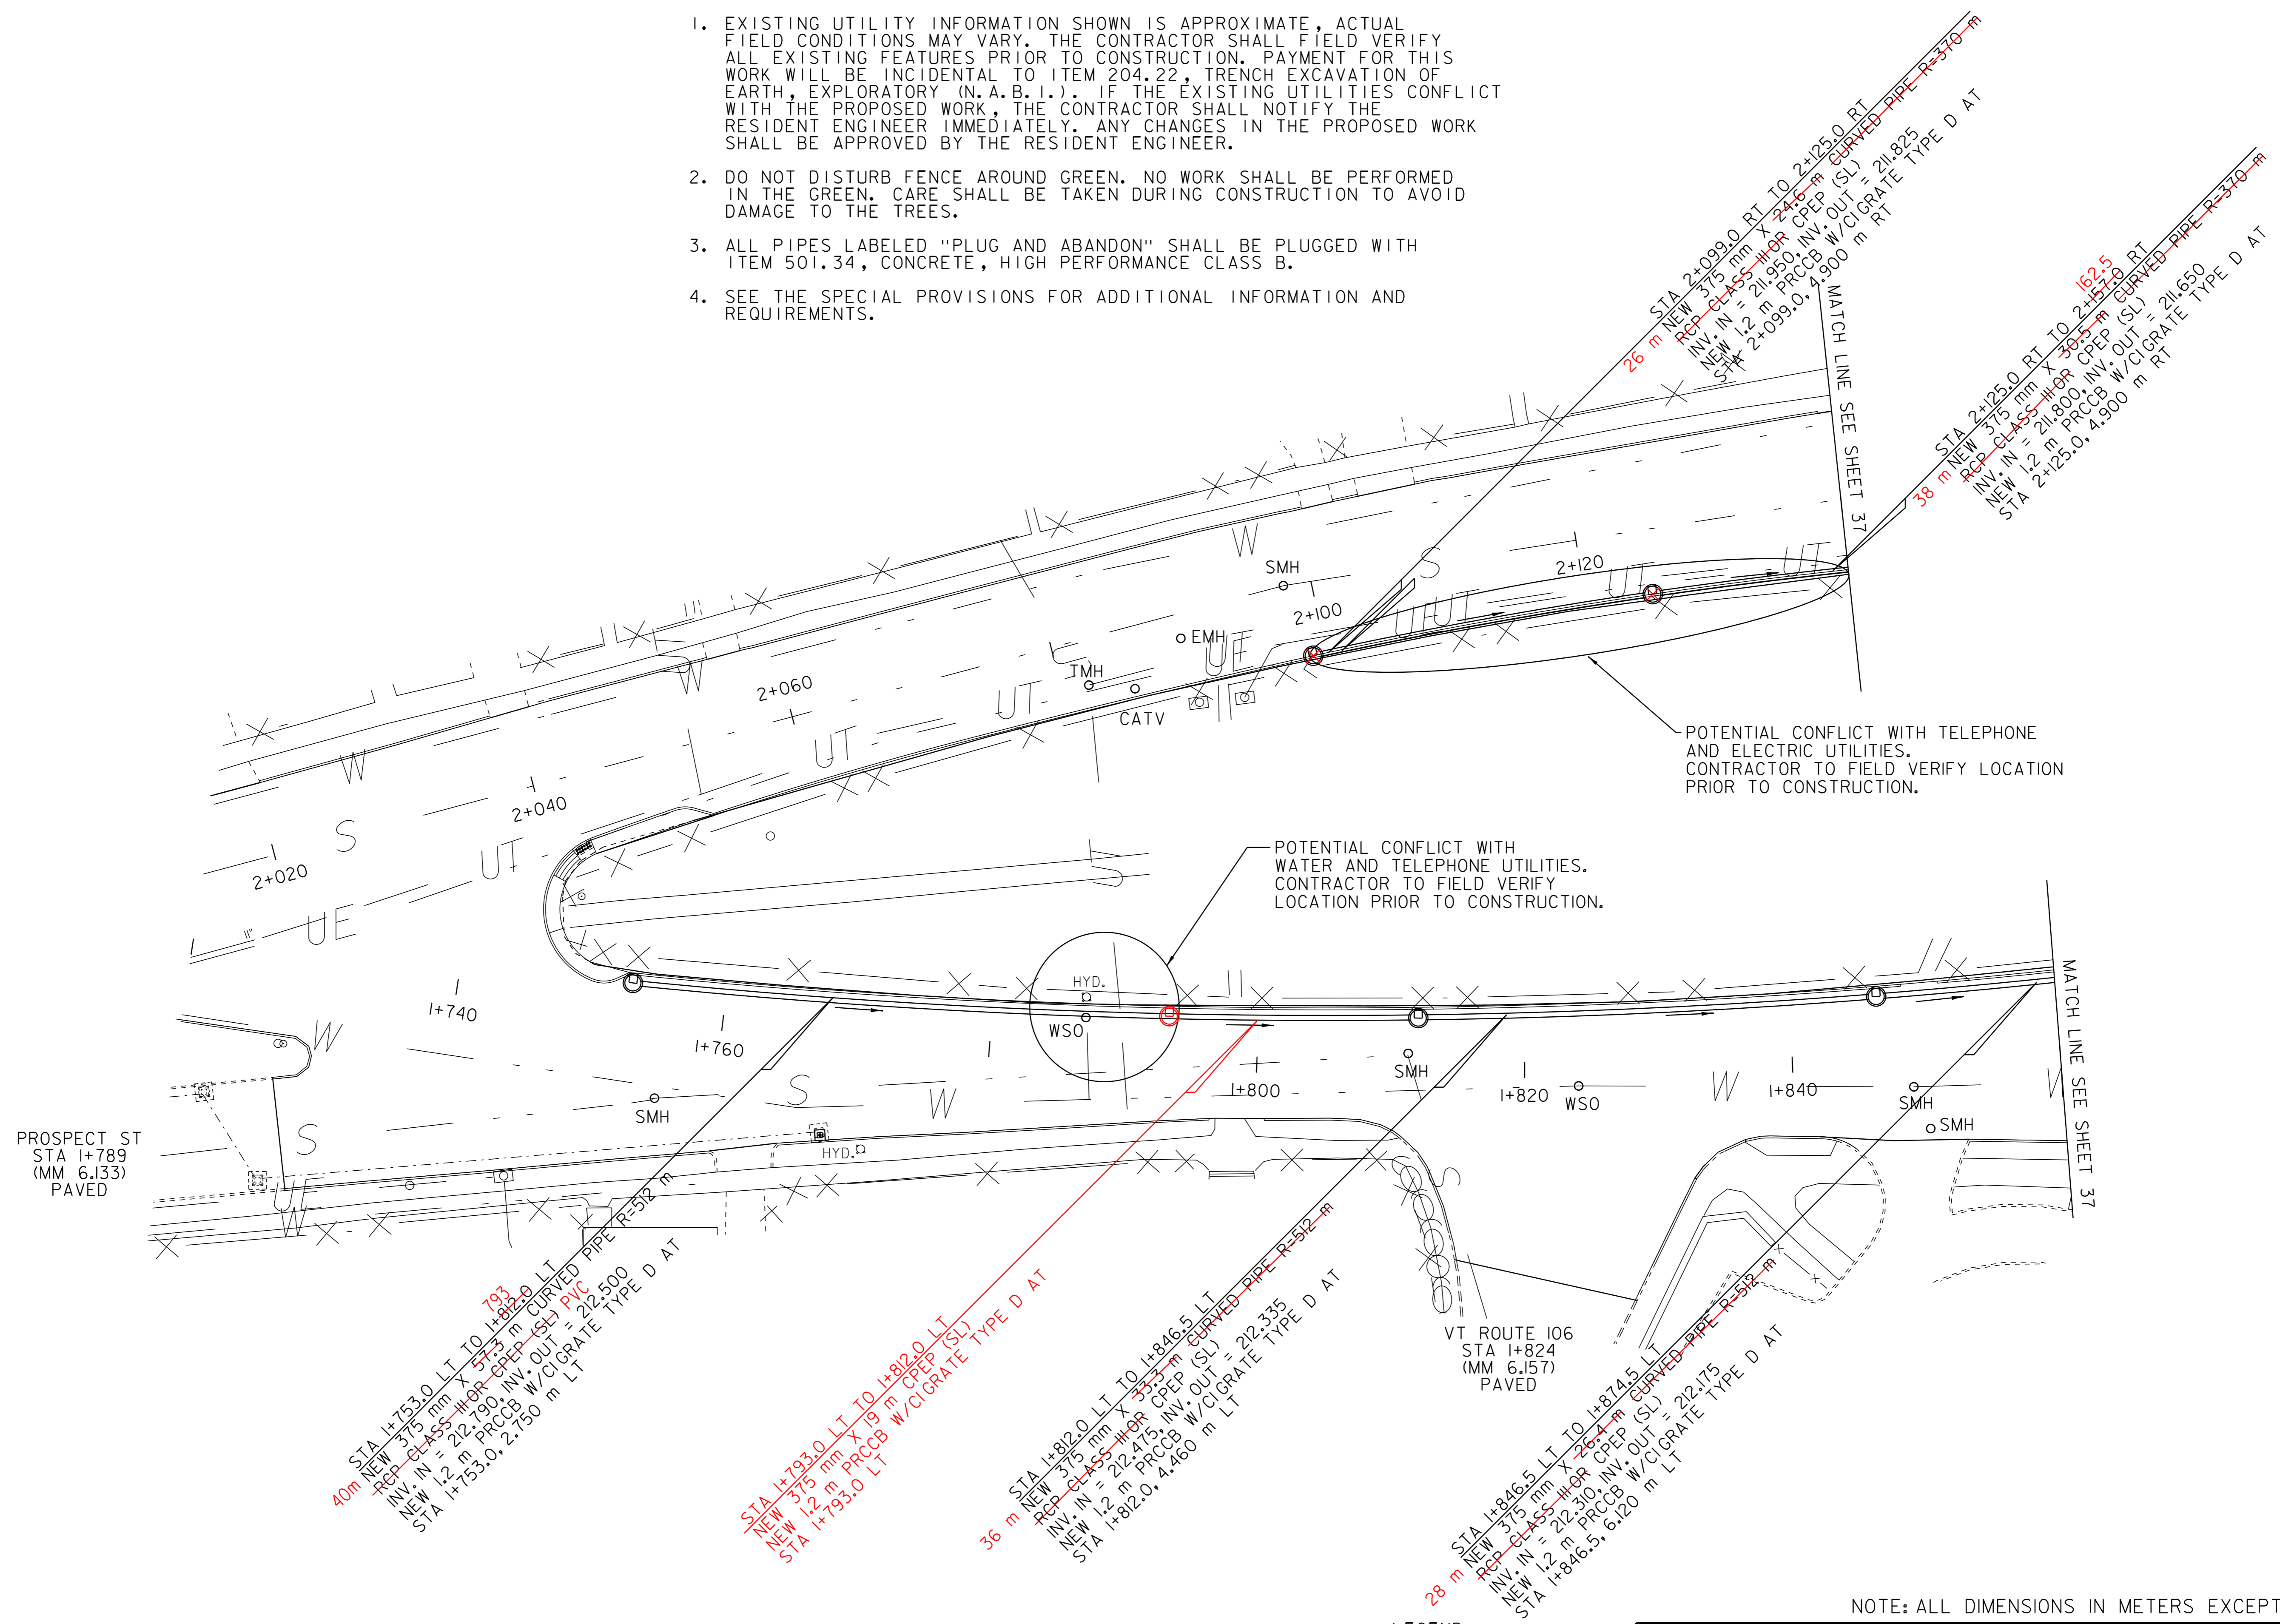 1. EXISTING UTILITY INFORMATION SHOWN IS APPROXIMATE, ACTUAL
FIELD CONDITIONS MAY VARY. THE CONTRACTOR SHALL FIELD VERIFY
ALL EXISTING FEATURES PRIOR TO CONSTRUCTION. PAYMENT FOR THIS
WORK WILL BE INCIDENTAL TO ITEM 204.22, TRENCH EXCAVATION OF
EARTH, EXPLORATORY (N.A.B.I.). IF THE EXISTING UTILITIES CONFLICT
WITH THE PROPOSED WORK, THE CONTRACTOR SHALL NOTIFY THE
RESIDENT ENGINEER IMMEDIATELY. ANY CHANGES IN THE PROPOSED WORK
SHALL BE APPROVED BY THE RESIDENT ENGINEER.
2. DO NOT DISTURB FENCE AROUND GREEN. NO WORK SHALL BE PERFORMED
IN THE GREEN. CARE SHALL BE TAKEN DURING CONSTRUCTION TO AVOID
DAMAGE TO THE TREES.
3. ALL PIPES LABELED "PLUG AND ABANDON" SHALL BE PLUGGED WITH
ITEM 501.34, CONCRETE, HIGH PERFORMANCE CLASS B.
4. SEE THE SPECIAL PROVISIONS FOR ADDITIONAL INFORMATION AND
REQUIREMENTS.
STA 2+099.0 RT TO 2+125.0 RT
26 m NEW 375 mm X 24.6 m CURVED PIPE R=370 m
RCP CLASS III OR CPEP (SL)
INV. IN = 211.950, INV. OUT = 211.825
NEW 1.2 m PRCCB W/CI GRATE TYPE D AT
STA 2+099.0, 4.900 m RT
MATCH LINE SEE SHEET 37
162.5
STA 2+125.0 RT TO 2+157.0 RT
38 m NEW 375 mm X 30.5 m CURVED PIPE R=370 m
RCP CLASS III OR CPEP (SL)
INV. IN = 211.800, INV. OUT = 211.650
NEW 1.2 m PRCCB W/CI GRATE TYPE D AT
STA 2+125.0, 4.900 m RT
W
SMH
S
2+120
UT
UT
2+100
UT
UE
EMH
UE
TMH
W
2+060
UT
CATV
UT
POTENTIAL CONFLICT WITH TELEPHONE
AND ELECTRIC UTILITIES.
CONTRACTOR TO FIELD VERIFY LOCATION
PRIOR TO CONSTRUCTION.
W
2+040
S
UT
2+020
UE
POTENTIAL CONFLICT WITH
WATER AND TELEPHONE UTILITIES.
CONTRACTOR TO FIELD VERIFY
LOCATION PRIOR TO CONSTRUCTION.
HYD.
WSO
1+740
W
1+760
1+800
SMH
1+820
WSO
W
1+840
SMH
SMH
W
MATCH LINE SEE SHEET 37
SMH
S
W
S
HYD.
W
S
PROSPECT ST
STA 1+789
(MM 6.133)
PAVED
VT ROUTE 106
STA 1+824
(MM 6.157)
PAVED
793
STA 1+753.0 LT TO 1+812.0 LT
40m NEW 375 mm X 57.3 m CURVED PIPE R=512 m
RCP CLASS III OR CPEP (SL) PVC
INV. IN = 212.790, INV. OUT = 212.500
NEW 1.2 m PRCCB W/CI GRATE TYPE D AT
STA 1+753.0, 2.750 m LT
STA 1+793.0 LT TO 1+812.0 LT
NEW 375 mm X 19 m CPEP (SL)
NEW 1.2 m PRCCB W/CI GRATE TYPE D AT
STA 1+793.0 LT
STA 1+812.0 LT TO 1+846.5 LT
36 m NEW 375 mm X 33.3 m CURVED PIPE R=512 m
RCP CLASS III OR CPEP (SL)
INV. IN = 212.475, INV. OUT = 212.335
NEW 1.2 m PRCCB W/CI GRATE TYPE D AT
STA 1+812.0, 4.460 m LT
STA 1+846.5 LT TO 1+874.5 LT
28 m NEW 375 mm X 26.4 m CURVED PIPE R=512 m
RCP CLASS III OR CPEP (SL)
INV. IN = 212.310, INV. OUT = 212.175
NEW 1.2 m PRCCB W/CI GRATE TYPE D AT
STA 1+846.5, 6.120 m LT
NOTE: ALL DIMENSIONS IN METERS EXCEPT